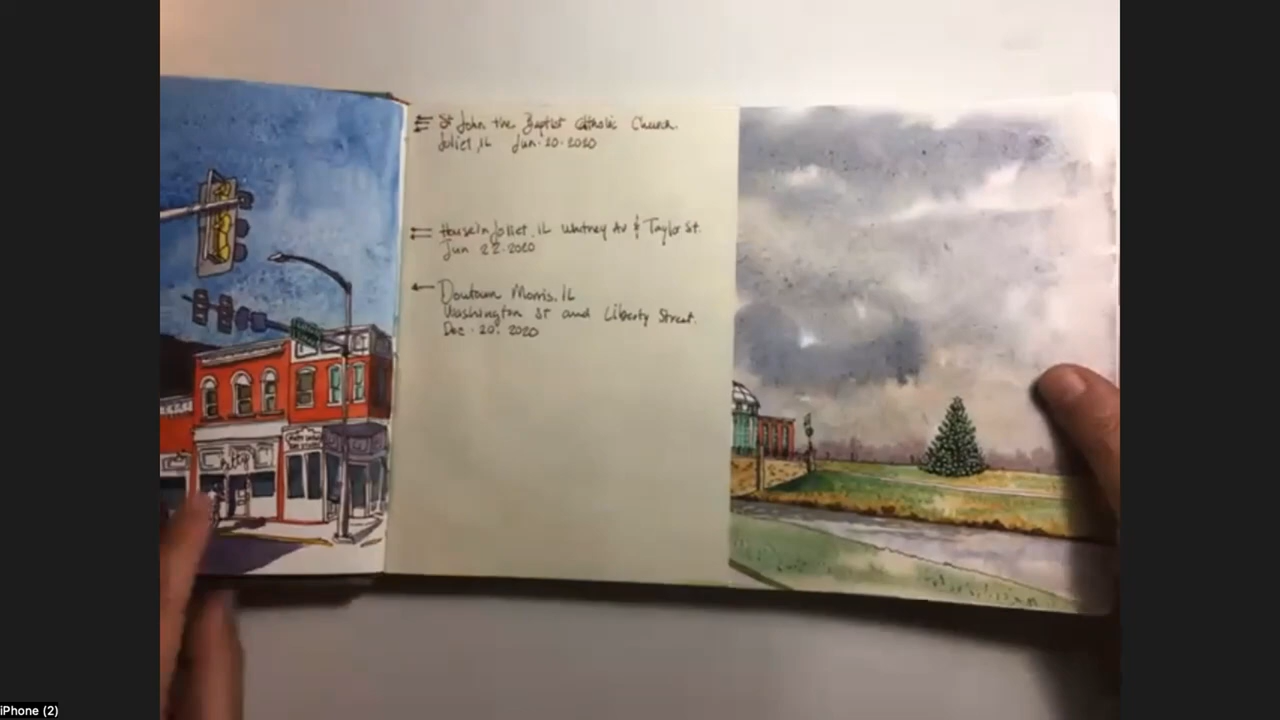 St John the Baptist Catholic Church.
Joliet, IL Jun. 20. 2020
House in Joliet, IL Whitney Av & Taylor St.
Jun 22. 2020
Dowtown Morris, IL
Washington St and Liberty Street.
Dec. 20. 2020
iPhone (2)